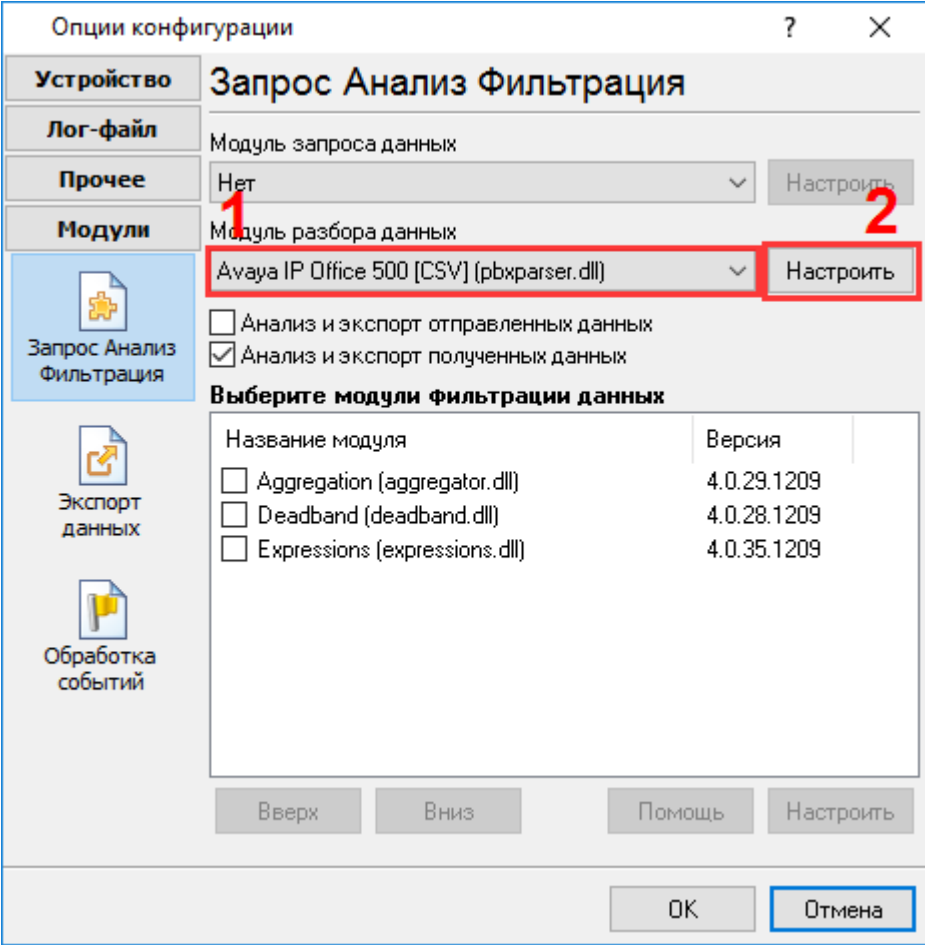 Опции конфигурации
?
Устройство
Запрос Анализ Фильтрация
Лог-файл
Модуль запроса данных
Прочее
Нет
Настроить
1
2
Модули
Модуль разбора данных
Avaya IP Office 500 [CSV] (pbxparser.dll)
Настроить
Анализ и экспорт отправленных данных
Запрос Анализ
Фильтрация
Анализ и экспорт полученных данных
Выберите модули фильтрации данных
Название модуля
Версия
Aggregation (aggregator.dll)
4.0.29.1209
Deadband (deadband.dll)
4.0.28.1209
Expressions (expressions.dll)
4.0.35.1209
Экспорт
данных
Обработка
событий
Вверх
Вниз
Помощь
Настроить
OK
Отмена